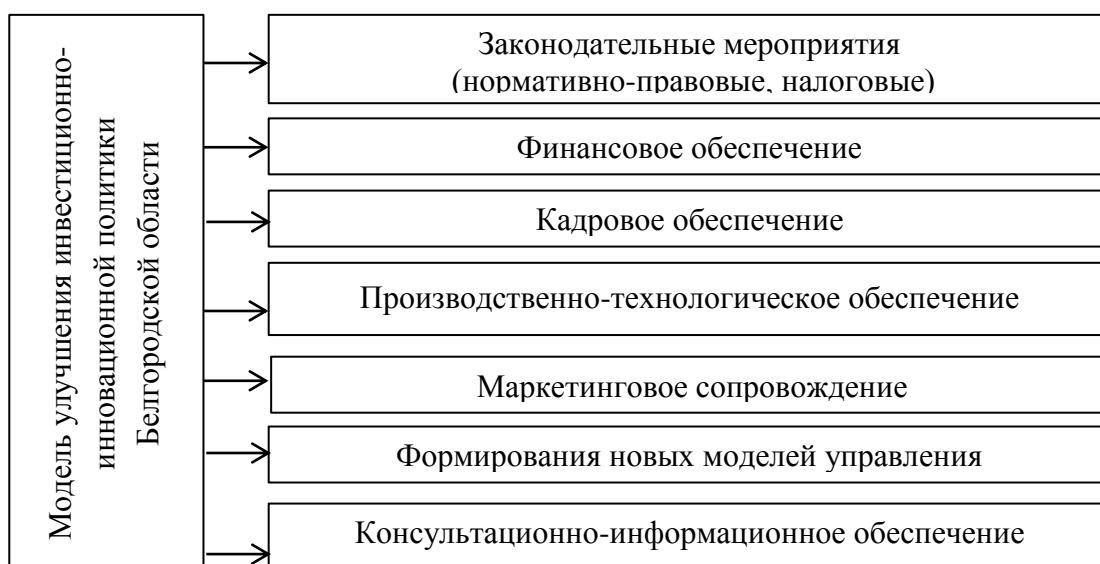 Модель улучшения инвестиционно-
инновационной политики
Белгородской области
Законодательные мероприятия
(нормативно-правовые, налоговые)
Финансовое обеспечение
Кадровое обеспечение
Производственно-технологическое обеспечение
Маркетинговое сопровождение
Формирования новых моделей управления
Консультационно-информационное обеспечение